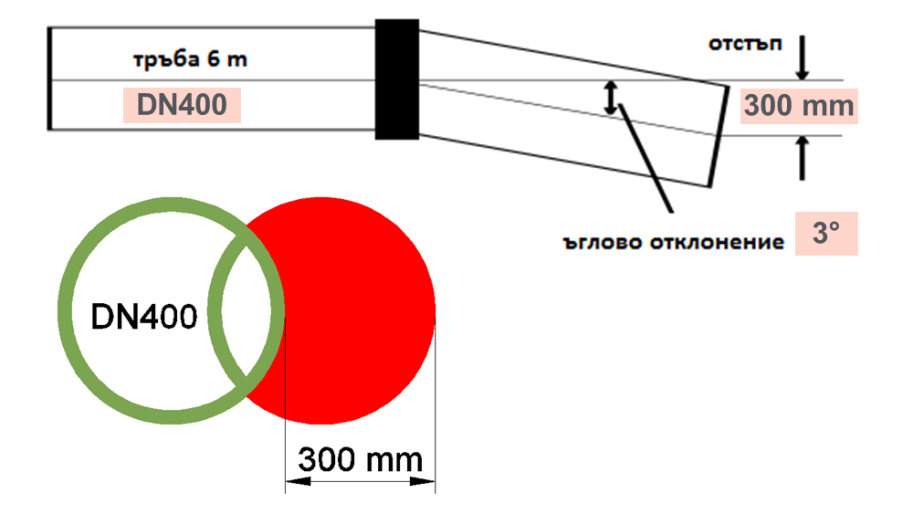 тръба 6 m
DN400
отстъп
300 mm
ъглово отклонение
3°
DN400
300 mm